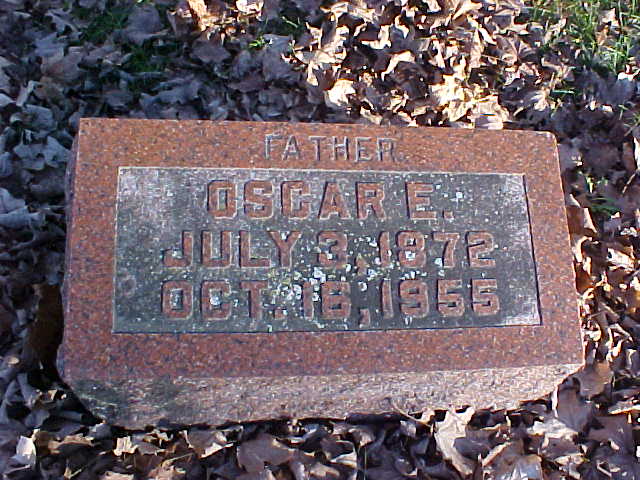 FATHER
OSCAR E.
JULY 3, 1872
OCT. 16, 1955